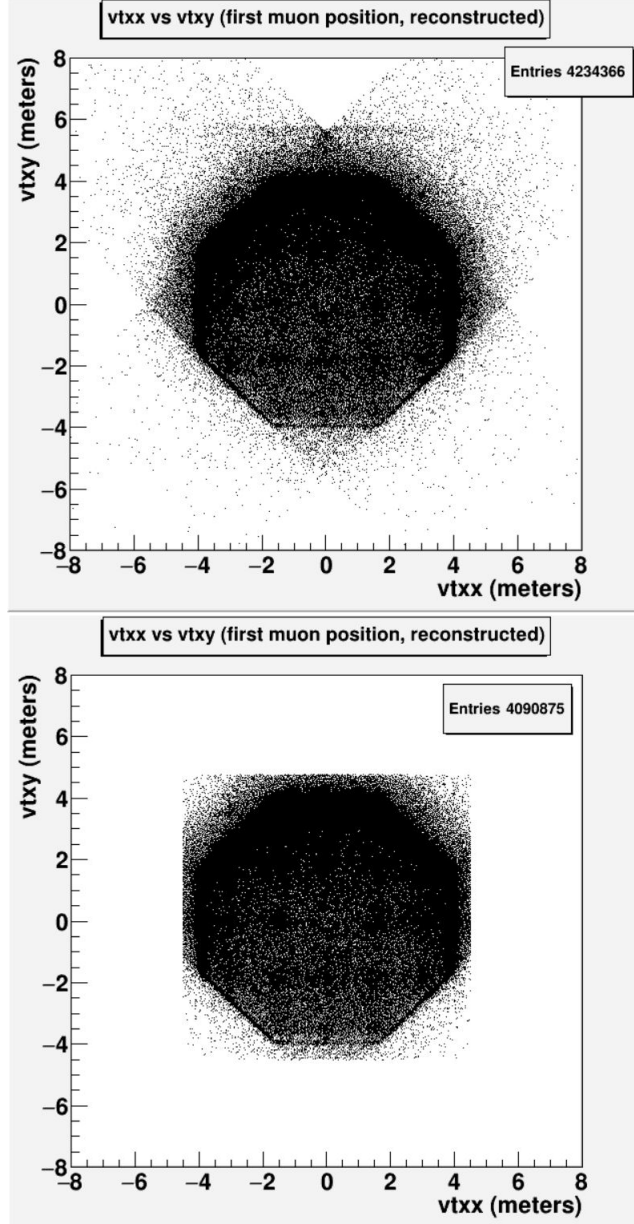 vtxx vs vtxy (first muon position, reconstructed)
Entries 4234366
vtxy (meters)
8
6
4
2
0
−2
−4
−6
−8
−8 −6 −4 −2 0 2 4 6 8
vtxx (meters)
vtxx vs vtxy (first muon position, reconstructed)
Entries 4090875
vtxy (meters)
8
6
4
2
0
−2
−4
−6
−8
−8 −6 −4 −2 0 2 4 6 8
vtxx (meters)